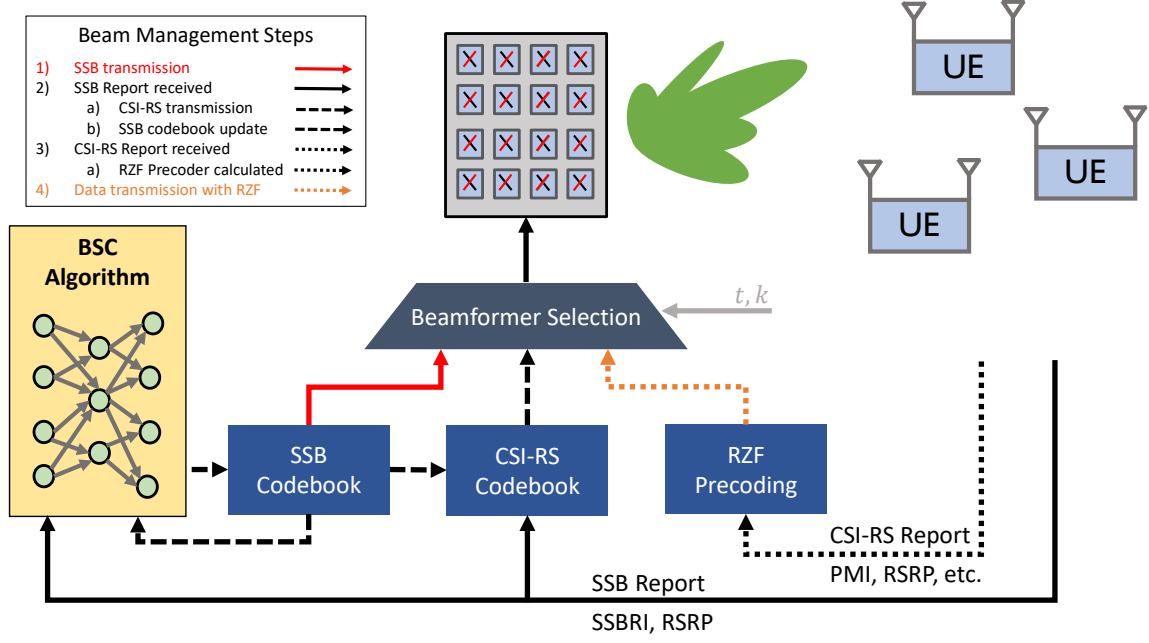 Beam Management Steps
1) SSB transmission
2) SSB Report received
a) CSI-RS transmission
b) SSB codebook update
3) CSI-RS Report received
a) RZF Precoder calculated
4) Data transmission with RZF
UE
UE
UE
BSC
Algorithm
Beamformer Selection
t, k
SSB
Codebook
CSI-RS
Codebook
RZF
Precoding
CSI-RS Report
PMI, RSRP, etc.
SSB Report
SSBRI, RSRP